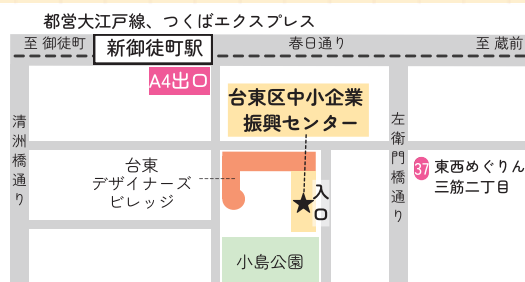 都営大江戸線、つくばエクスプレス
至 御徒町
新御徒町駅
春日通り
至 蔵前
A4出口
台東区中小企業
振興センター
清洲橋通り
左衛門橋通り
台東
デザイナーズ
ビレッジ
入口
37
東西めぐりん
三筋二丁目
小島公園